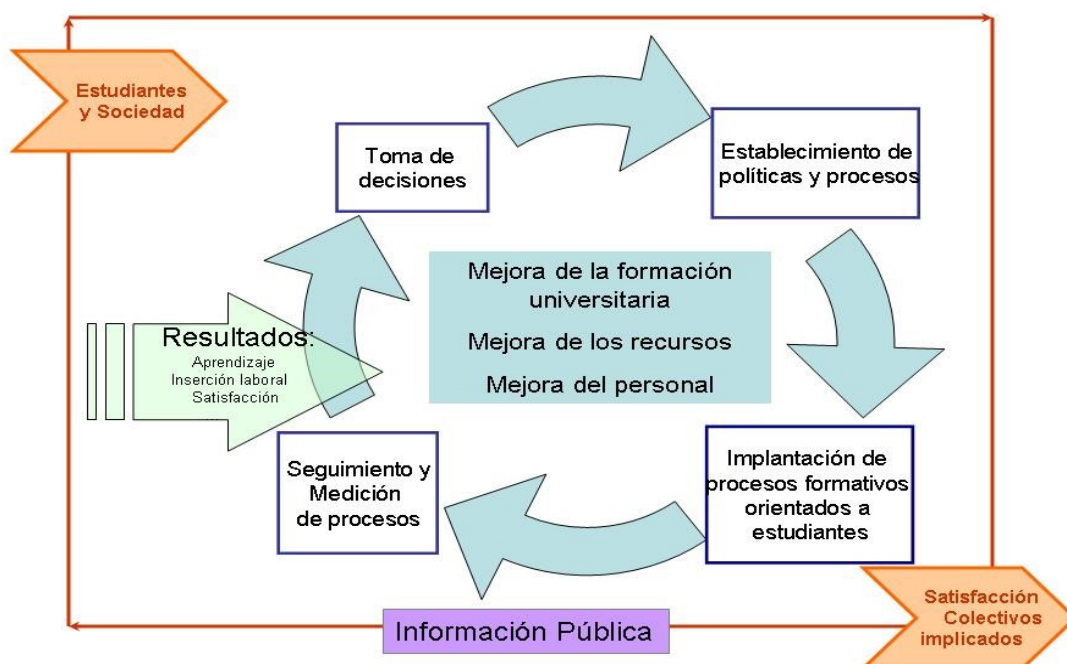 Estudiantes
y Sociedad
Toma de
decisiones
Establecimiento de
políticas y procesos
Mejora de la formación
universitaria
Mejora de los recursos
Mejora del personal
Resultados:
Aprendizaje
Inserción laboral
Satisfacción
...
Seguimiento y
Medición
de procesos
Implantación de
procesos formativos
orientados a
estudiantes
Información Pública
Satisfacción
Colectivos
implicados